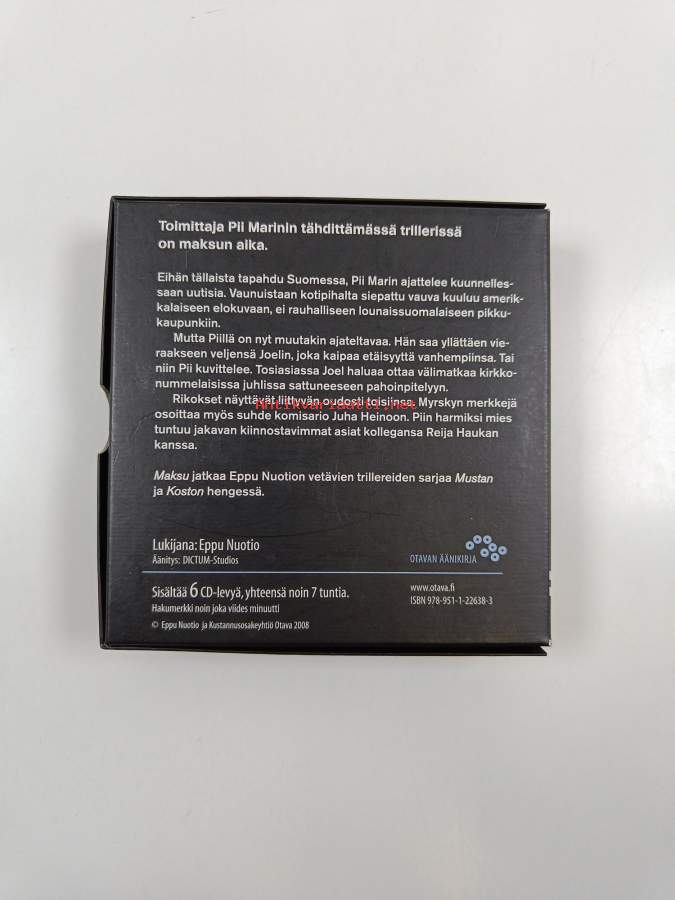 Toimittaja Pii Marinin tähdittämässä trillerissä
on maksun aika.
Eihän tällaista tapahdu Suomessa, Pii Marin ajattelee kuunnelles-
saan uutisia. Vaunuistaan kotipihalta siepattu vauva kuuluu amerik-
kalaiseen elokuvaan, ei rauhalliseen lounaissuomalaiseen pikku-
kaupunkiin.
Mutta Piillä on nyt muutakin ajateltavaa. Hän saa yllättäen vie-
raakseen veljensä Joelin, joka kaipaa etäisyyttä vanhempiinsa. Tai
niin Pii kuvittelee. Tosiasiassa Joel haluaa ottaa välimatkaa kirkko-
nummelaisissa juhlissa sattuneeseen pahoinpitelyyn.
Rikokset näyttävät liittyvän oudosti toisiinsa. Myrskyn merkkejä
Antikvariaatti.net
osoittaa myös suhde komisario Juha Heinoon. Piin harmiksi mies
tuntuu jakavan kiinnostavimmat asiat kollegansa Reija Haukan
kanssa.
Maksu jatkaa Eppu Nuotion vetävien trillereiden sarjaa Mustan
ja Koston hengessä.
Lukijana: Eppu Nuotio
Äänitys: DICTUM-Studios
OTAVAN ÄÄNIKIRJA
Sisältää 6 CD-levyä, yhteensä noin 7 tuntia.
Hakumerkki noin joka viides minuutti
© Eppu Nuotio ja Kustannusosakeyhtiö Otava 2008
www.otava.fi
ISBN 978-951-1-22638-3